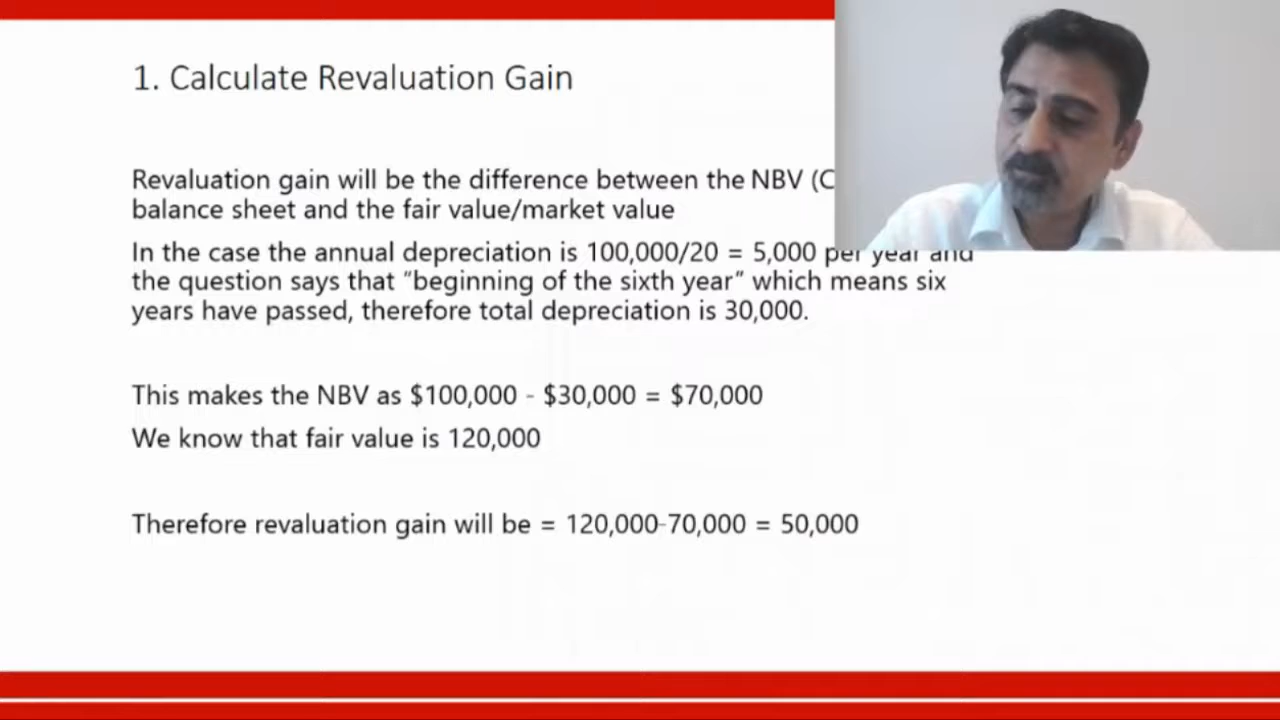 1. Calculate Revaluation Gain
Revaluation gain will be the difference between the NBV (C
balance sheet and the fair value/market value
In the case the annual depreciation is 100,000/20 = 5,000 per year and
the question says that “beginning of the sixth year” which means six
years have passed, therefore total depreciation is 30,000.
This makes the NBV as $100,000 - $30,000 = $70,000
We know that fair value is 120,000
Therefore revaluation gain will be = 120,000-70,000 = 50,000